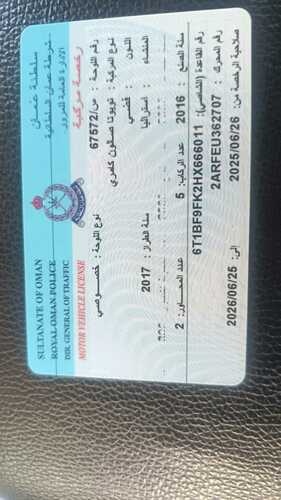 سلطنة عمان
شرطة عمان السلطانية
الإدارة العامة للمرور
رخصة مركبة
SULTANATE OF OMAN
ROYAL OMAN POLICE
DIR. GENERAL OF TRAFFIC
MOTOR VEHICLE LICENSE
رقم اللوحة : 67572/ص نوع اللوحة: خصوصي
نوع المركبة : تويوتا صالون كامري
اللون : فضي
المنشاء : استراليا سنة الطراز : 2017
سنة الصنع : 2016 عدد الركاب: 5 عدد المحاور: 2
رقم القاعدة (الشاصي): 6T1BF9FK2HX666011
رقم المحرك : 2ARFEU362707
صلاحية الرخصة من: 2025/06/26 إلى: 2026/06/25